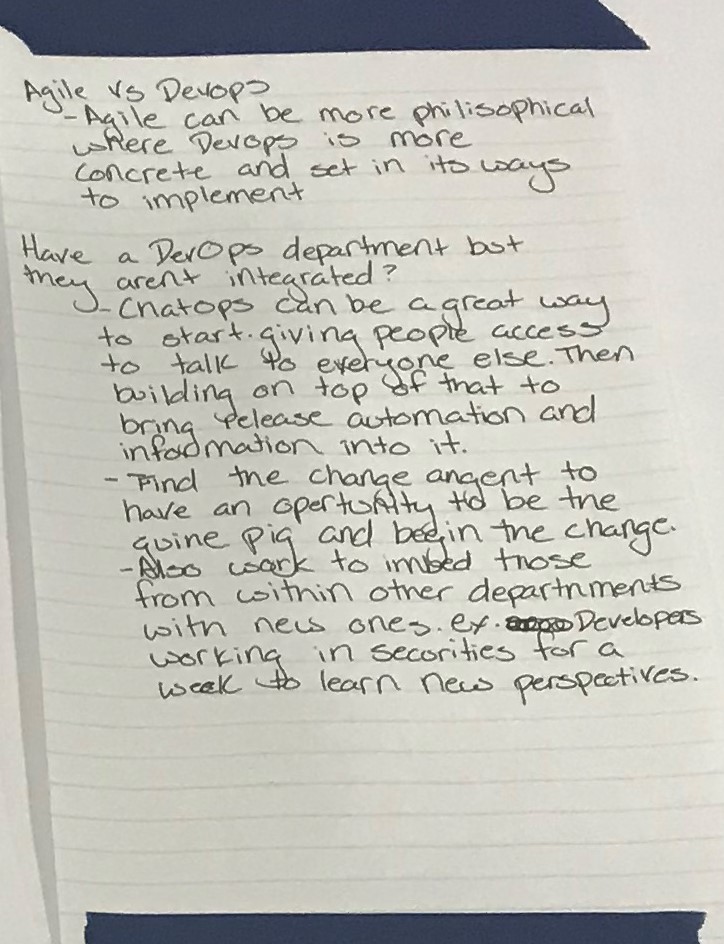 Agile vs Devops
- Agile can be more philisophical
where Devops is more
concrete and set in its ways
to implement
Have a DevOps department but
they arent integrated?
- Chatops can be a great way
to start. giving people access
to talk to everyone else. Then
building on top of that to
bring release automation and
information into it.
- Find the change angent to
have an opertunity to be the
guine pig and begin the change.
- Also work to imbed those
from within other departnments
with new ones. ex. Developers
working in securities for a
week to learn new perspectives.